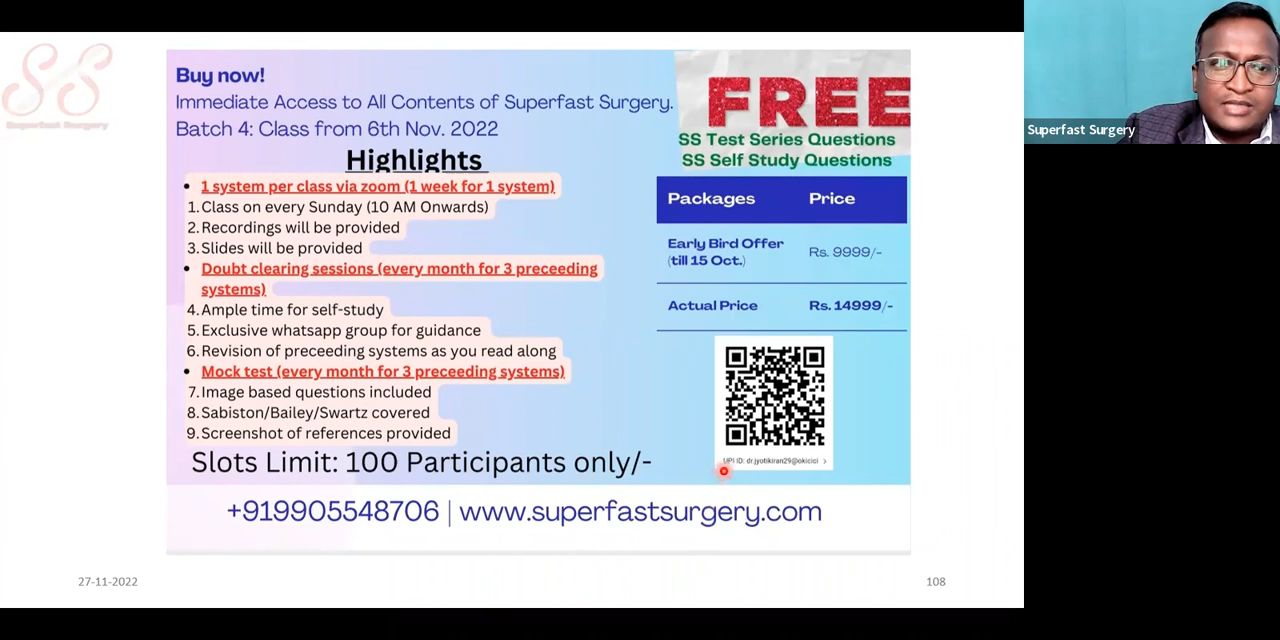 Superfast Surgery
Buy now!
Immediate Access to All Contents of Superfast Surgery.
Batch 4: Class from 6th Nov. 2022
Highlights
• 1 system per class via zoom (1 week for 1 system)
1. Class on every Sunday (10 AM Onwards)
2. Recordings will be provided
3. Slides will be provided
• Doubt clearing sessions (every month for 3 preceeding
systems)
4. Ample time for self-study
5. Exclusive whatsapp group for guidance
6. Revision of preceeding systems as you read along
• Mock test (every month for 3 preceeding systems)
7. Image based questions included
8. Sabiston/Bailey/Swartz covered
9. Screenshot of references provided
Slots Limit: 100 Participants only/-
FREE
SS Test Series Questions
SS Self Study Questions
Packages Price
Early Bird Offer
(till 15 Oct.) Rs. 9999/-
Actual Price Rs. 14999/-
UPI ID: dr.jyotikiran29@okicici >
+919905548706 | www.superfastsurgery.com
27-11-2022
108
Superfast Surgery